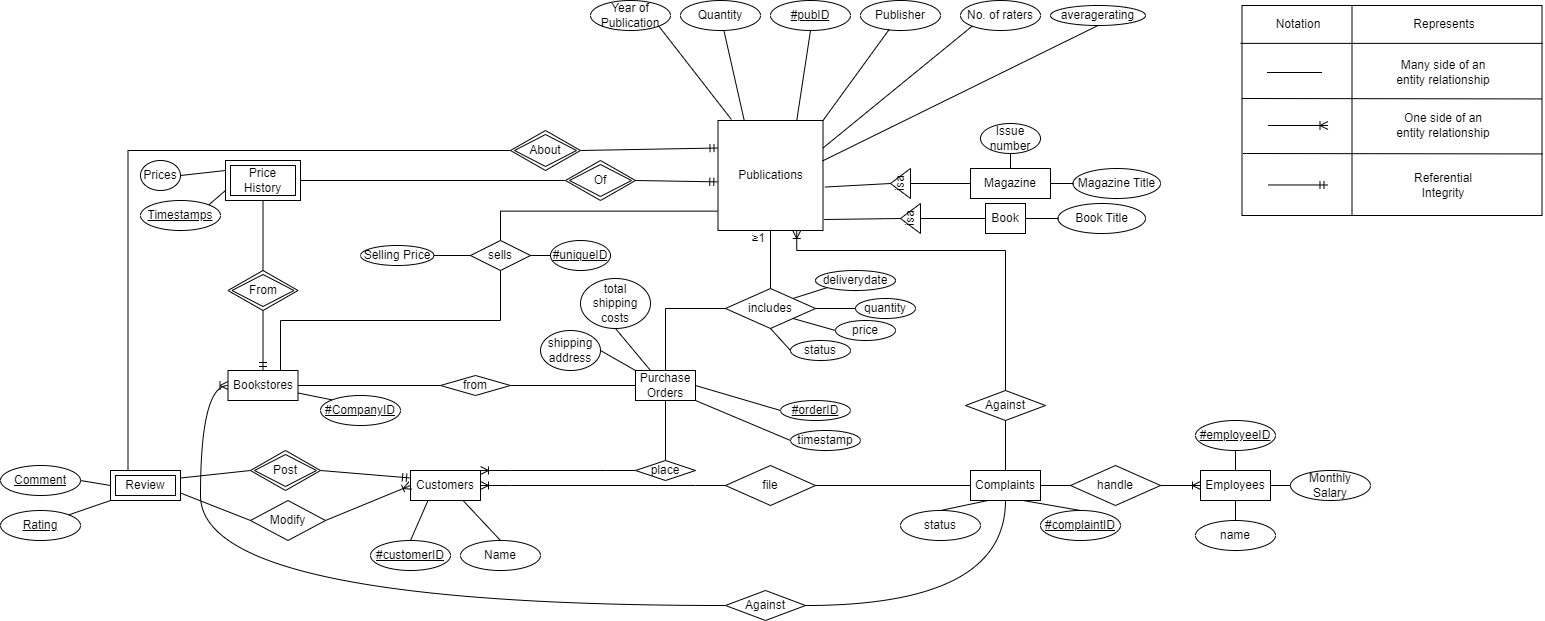 Year of
Publication
Quantity
#pubID
Publisher
No. of raters
averagerating
Notation
Represents
Many side of an
entity relationship
One side of an
entity relationship
Referential
Integrity
About
Issue
number
Prices
Price
History
Of
Publications
isa
Magazine
Magazine Title
Timestamps
isa
Book
Book Title
≥1
Selling Price
sells
#uniqueID
From
total
shipping
costs
deliverydate
includes
quantity
price
status
shipping
address
Bookstores
from
Purchase
Orders
#CompanyID
#orderID
Against
timestamp
#employeeID
Comment
Review
Post
Customers
place
file
Complaints
handle
Employees
Monthly
Salary
Rating
Modify
status
#complaintID
name
#customerID
Name
Against